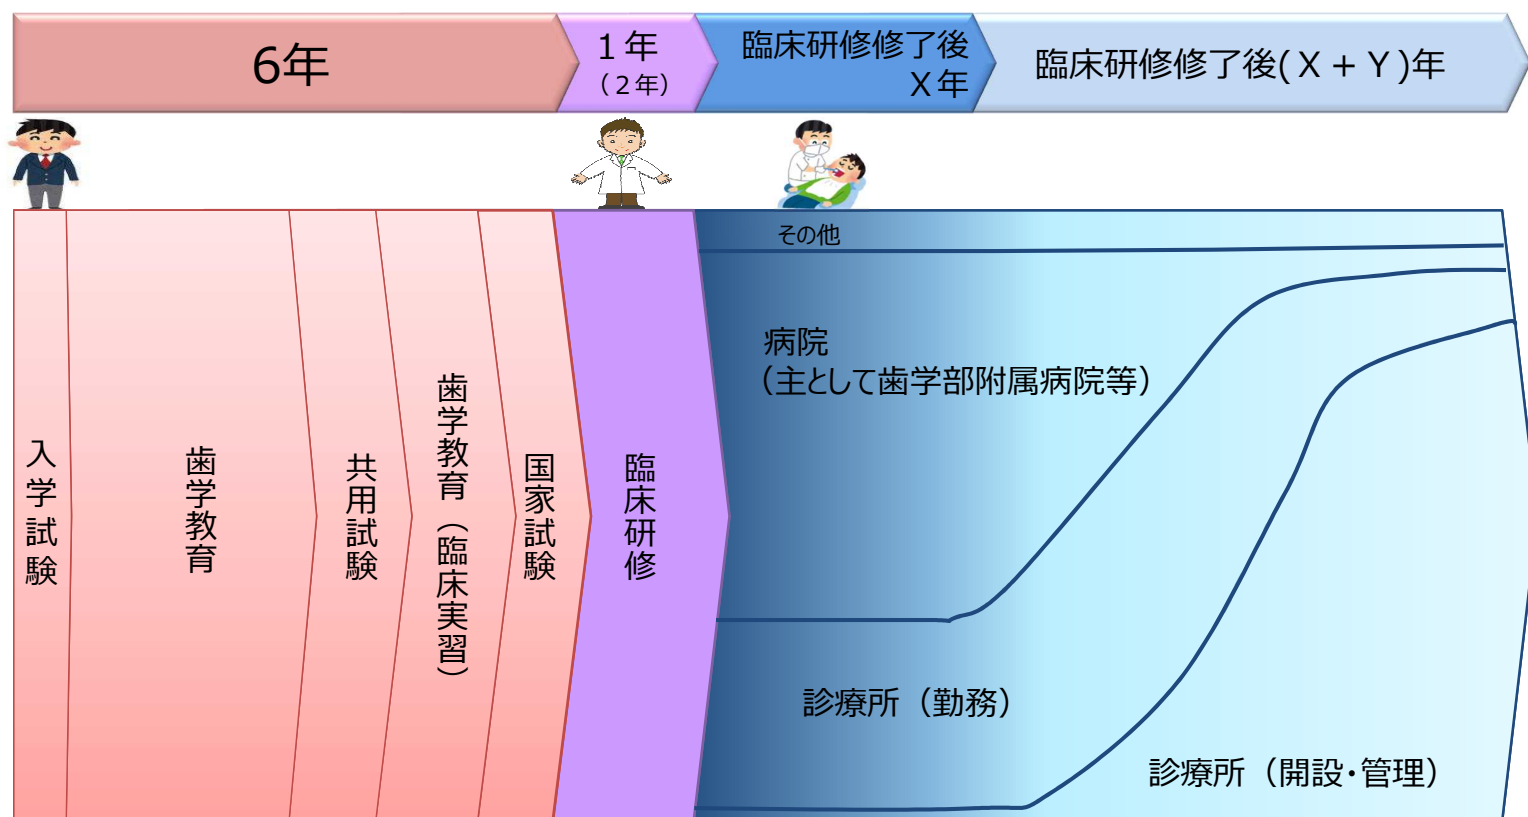 6年
１年
（２年）
臨床研修修了後
Ｘ年
臨床研修修了後(Ｘ＋Ｙ)年
入学試験
歯学教育
共用試験
歯学教育（臨床実習）
国家試験
臨床研修
その他
病院
（主として歯学部附属病院等）
診療所（勤務）
診療所（開設・管理）